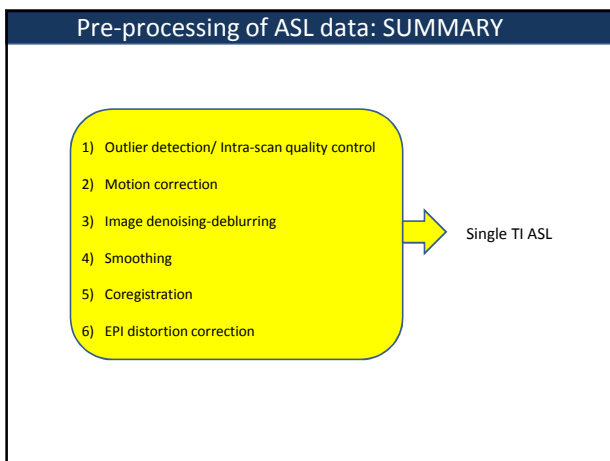 Pre-processing of ASL data: SUMMARY
1) Outlier detection/ Intra-scan quality control
2) Motion correction
3) Image denoising-deblurring
4) Smoothing
5) Coregistration
6) EPI distortion correction
Single TI ASL